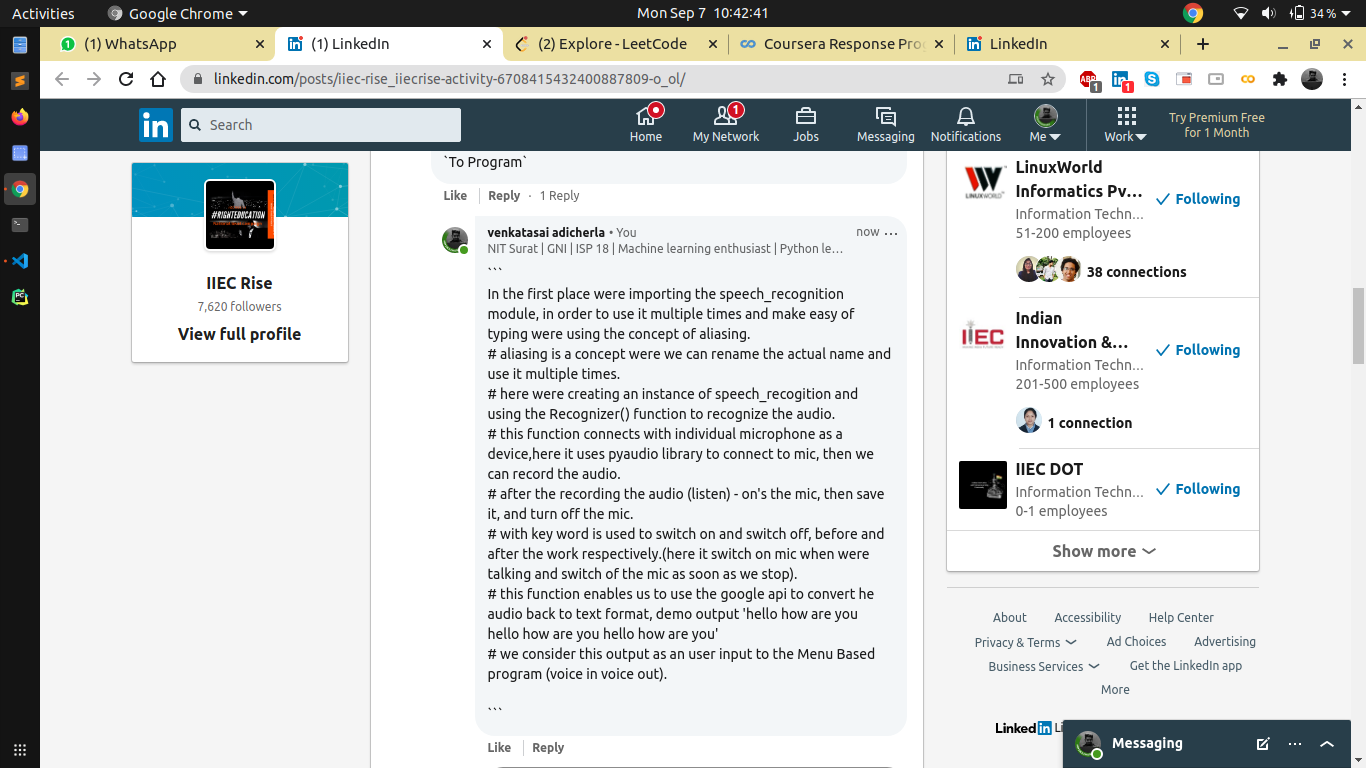 Activities
Google Chrome
Mon Sep 7 10:42:41
34 %
(1) WhatsApp
(1) LinkedIn
(2) Explore - LeetCode
Coursera Response Pro
LinkedIn
linkedin.com/posts/iiec-rise_iiecrise-activity-6708415432400887809-o_ol/
ABP
1
1
Search
Home
1
My Network
Jobs
Messaging
Notifications
Me
Work
Try Premium Free
for 1 Month
#RIGHTEDUCATION
IIEC Rise
7,620 followers
View full profile
`To Program`
Like
Reply · 1 Reply
venkatasai adicherla • You
now
NIT Surat | GNI | ISP 18 | Machine learning enthusiast | Python le...
```
In the first place were importing the speech_recognition
module, in order to use it multiple times and make easy of
typing were using the concept of aliasing.
# aliasing is a concept were we can rename the actual name and
use it multiple times.
# here were creating an instance of speech_recogition and
using the Recognizer() function to recognize the audio.
# this function connects with individual microphone as a
device,here it uses pyaudio library to connect to mic, then we
can record the audio.
# after the recording the audio (listen) - on's the mic, then save
it, and turn off the mic.
# with key word is used to switch on and switch off, before and
after the work respectively.(here it switch on mic when were
talking and switch of the mic as soon as we stop).
# this function enables us to use the google api to convert he
audio back to text format, demo output 'hello how are you
hello how are you hello how are you'
# we consider this output as an user input to the Menu Based
program (voice in voice out).
```
Like
Reply
LINUXWORLD
LinuxWorld
Informatics Pv...
Following
Information Techn...
51-200 employees
38 connections
IIEC
Indian
Innovation &...
Following
Information Techn...
201-500 employees
1 connection
IIEC DOT
Following
Information Techn...
0-1 employees
Show more
About
Accessibility
Help Center
Privacy & Terms
Ad Choices
Advertising
Business Services
Get the LinkedIn app
More
LinkedIn
Messaging